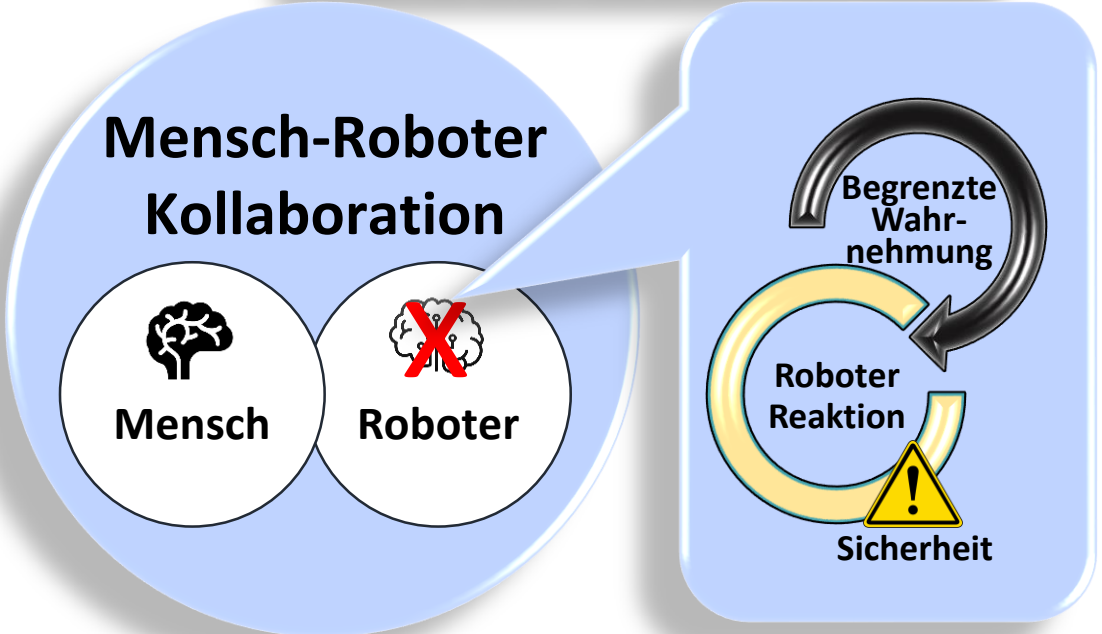 Mensch-Roboter
Kollaboration
Mensch
Roboter
X
Begrenzte
Wahr-
nehmung
Roboter
Reaktion
!
Sicherheit